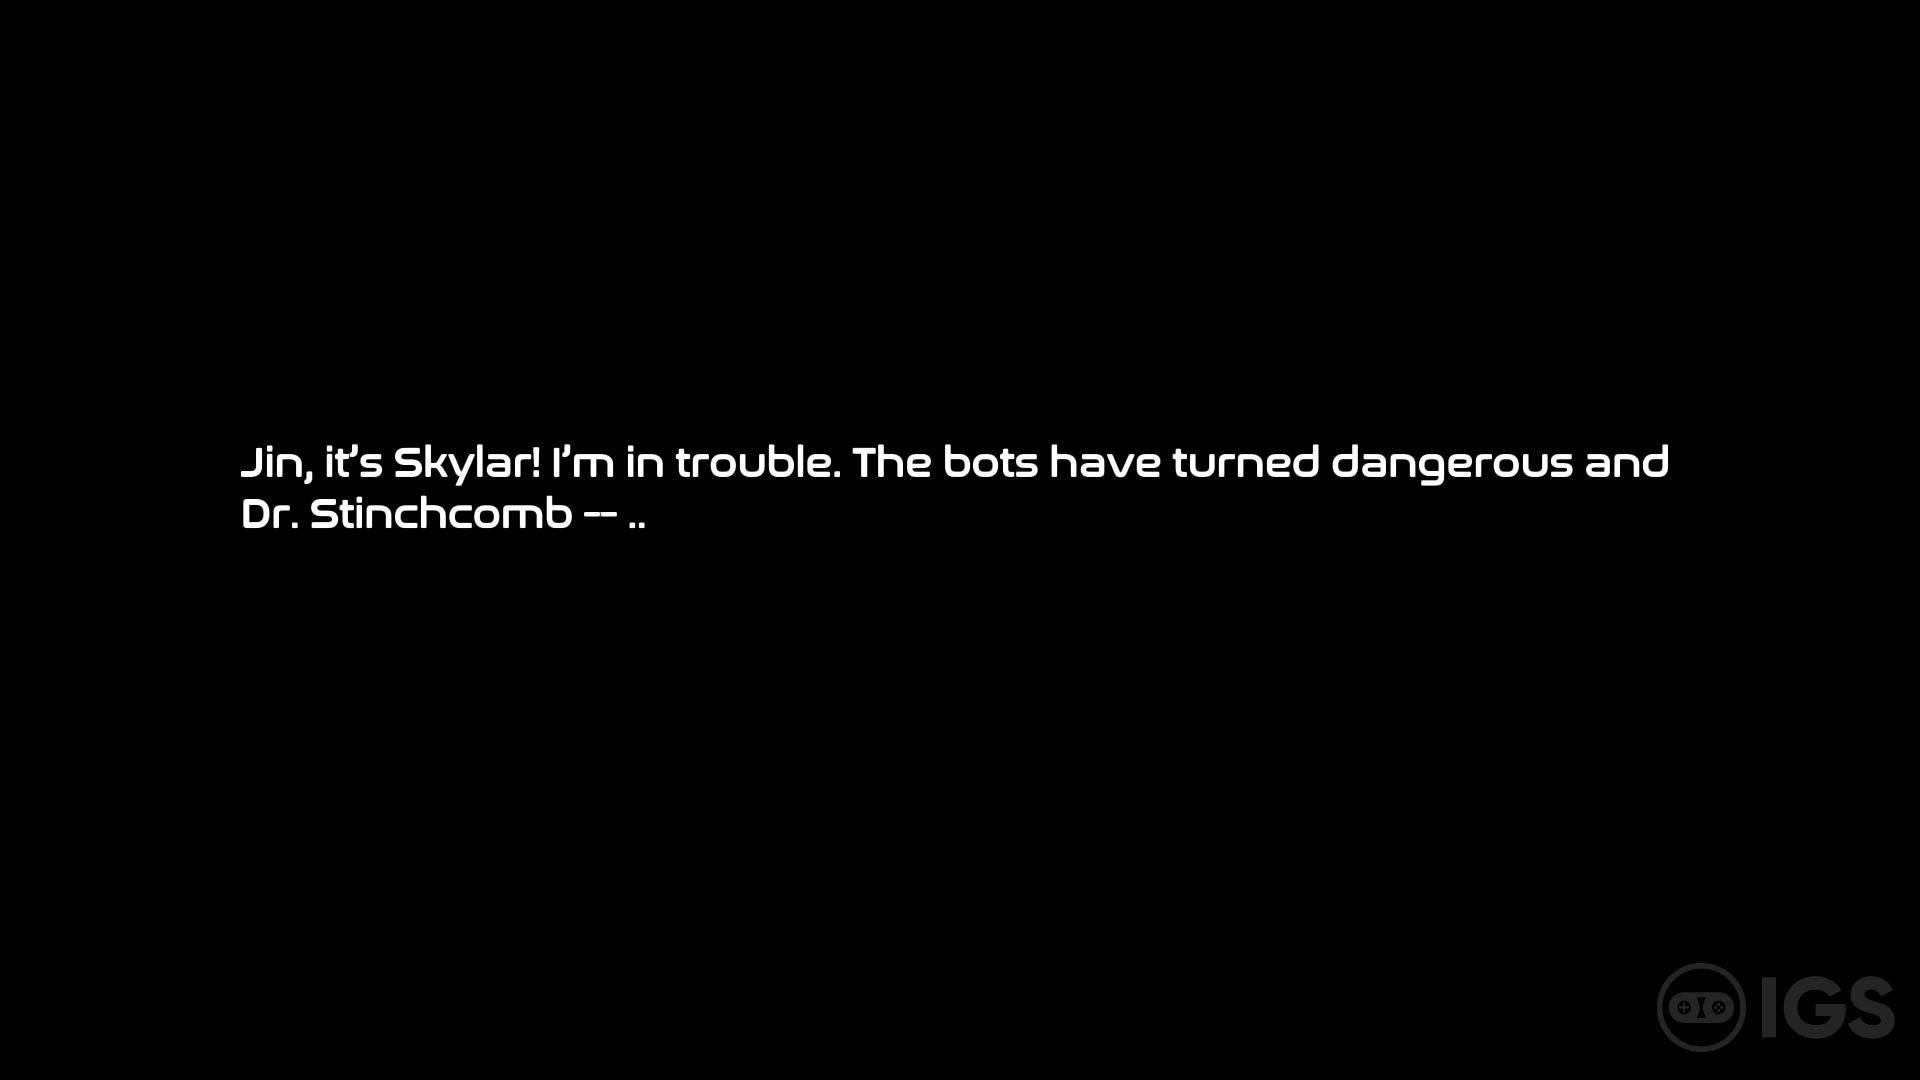 Jin, it’s Skylar! I’m in trouble. The bots have turned dangerous and
Dr. Stinchcomb -- ..
IGS